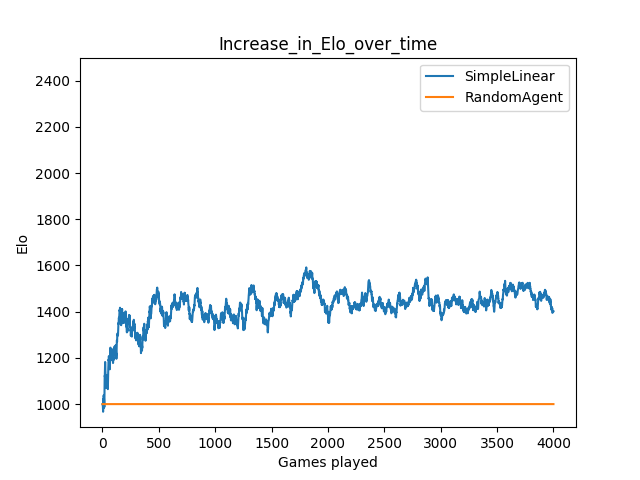 Increase_in_Elo_over_time
SimpleLinear
RandomAgent
2400
2200
2000
1800
1600
1400
1200
1000
Elo
0 500 1000 1500 2000 2500 3000 3500 4000
Games played